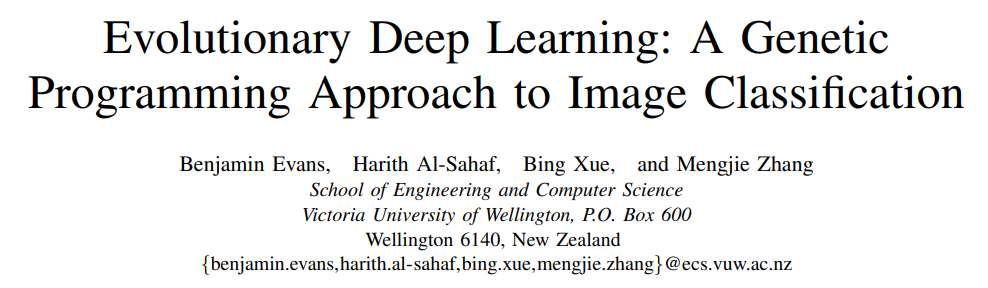 Evolutionary Deep Learning: A Genetic
Programming Approach to Image Classification
Benjamin Evans, Harith Al-Sahaf, Bing Xue, and Mengjie Zhang
School of Engineering and Computer Science
Victoria University of Wellington, P.O. Box 600
Wellington 6140, New Zealand
{benjamin.evans,harith.al-sahaf,bing.xue,mengjie.zhang}@ecs.vuw.ac.nz